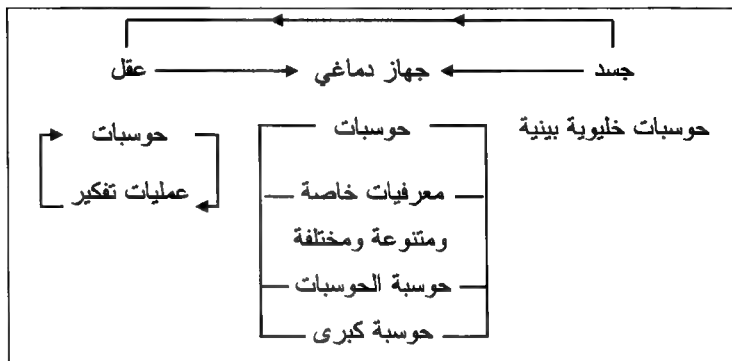 جسد جهاز دماغي عقل
حوسبات خليوية بينية حوسبات حوسبات
معرفيات خاصة عمليات تفكير
ومتنوعة ومختلفة
حوسبة الحوسبات
حوسبة كبرى